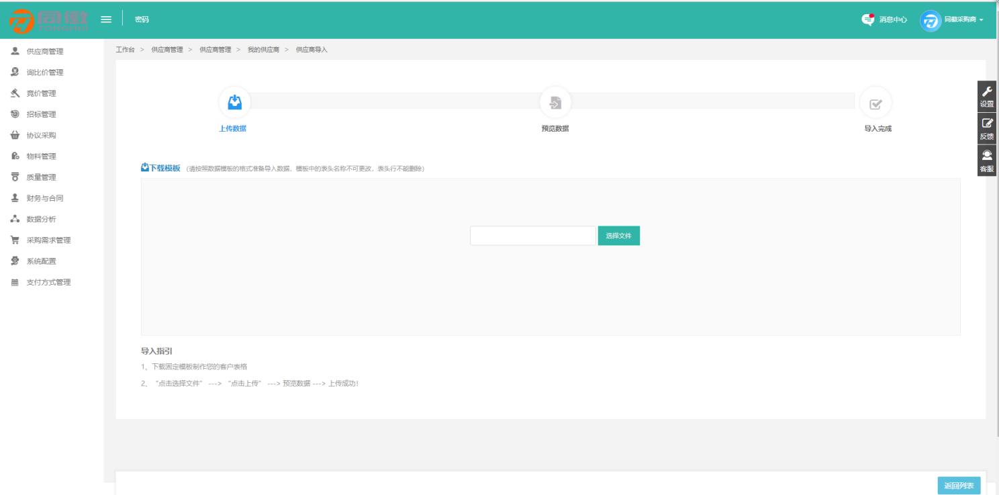 同徽
TONGHUI
密码
消息中心
同徽采购商
供应商管理
询比价管理
竞价管理
招标管理
协议采购
物料管理
质量管理
财务与合同
数据分析
采购需求管理
系统配置
支付方式管理
工作台 > 供应商管理 > 供应商管理 > 我的供应商 > 供应商导入
上传数据
预览数据
导入完成
设置
反馈
客服
下载模板 (请按照数据模板的格式准备导入数据，模板中的表头名称不可更改，表头行不能删除)
选择文件
导入指引
1、下载固定模板制作您的客户表格
2、“点击选择文件” ---> “点击上传” ---> 预览数据 ---> 上传成功!
返回列表